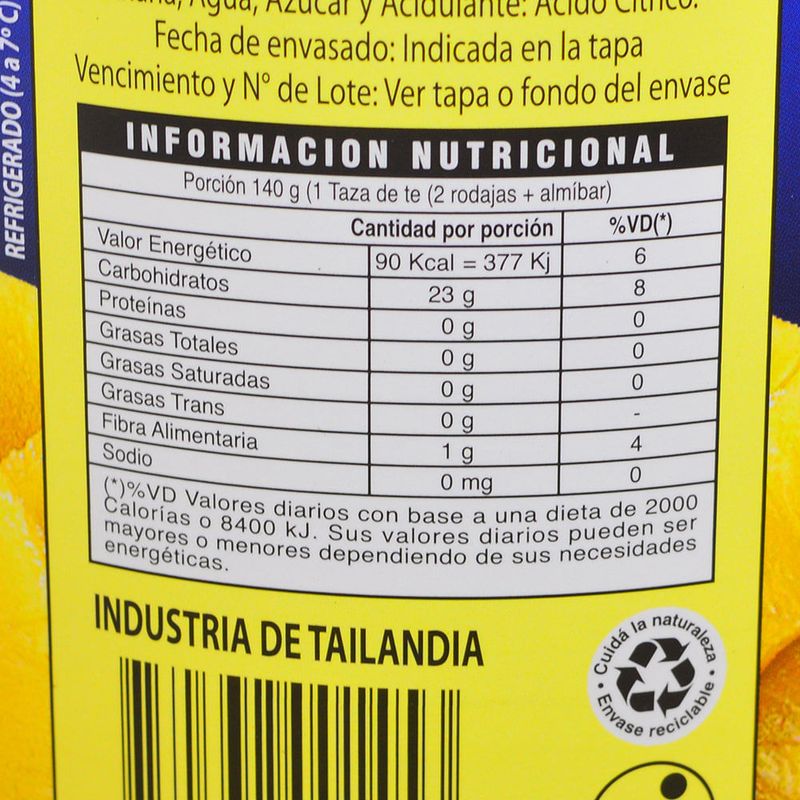 Agua, Azúcar y Acidulante: Acido Cítrico.
Fecha de envasado: Indicada en la tapa
Vencimiento y N° de Lote: Ver tapa o fondo del envase
REFRIGERADO (4 a 7°C)
INFORMACION NUTRICIONAL
Porción 140 g (1 Taza de te (2 rodajas + almíbar)
Cantidad por porción %VD(*)
Valor Energético 90 Kcal = 377 Kj 6
Carbohidratos 23 g 8
Proteínas 0 g 0
Grasas Totales 0 g 0
Grasas Saturadas 0 g 0
Grasas Trans 0 g -
Fibra Alimentaria 1 g 4
Sodio 0 mg 0
(*)%VD Valores diarios con base a una dieta de 2000
Calorías o 8400 kJ. Sus valores diarios pueden ser
mayores o menores dependiendo de sus necesidades
energéticas.
INDUSTRIA DE TAILANDIA
Cuidá la naturaleza
• Envase reciclable •